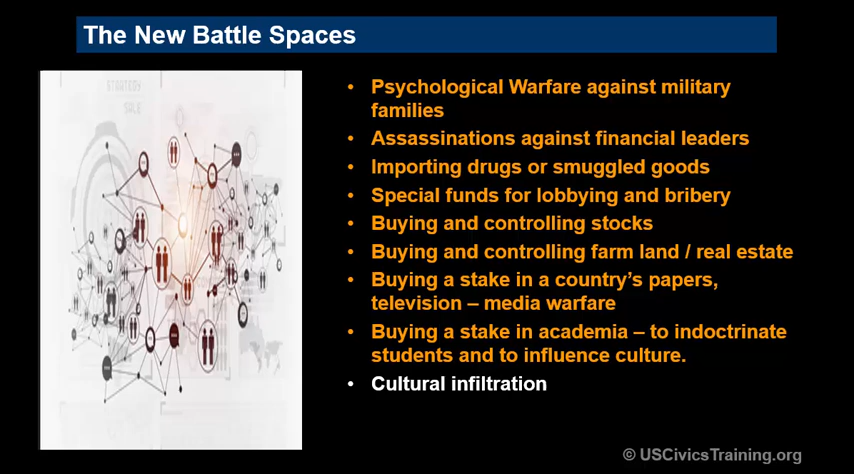 The New Battle Spaces
STRATEGY
SALE
• Psychological Warfare against military
families
• Assassinations against financial leaders
• Importing drugs or smuggled goods
• Special funds for lobbying and bribery
• Buying and controlling stocks
• Buying and controlling farm land / real estate
• Buying a stake in a country’s papers,
television – media warfare
• Buying a stake in academia – to indoctrinate
students and to influence culture.
• Cultural infiltration
© USCivicsTraining.org